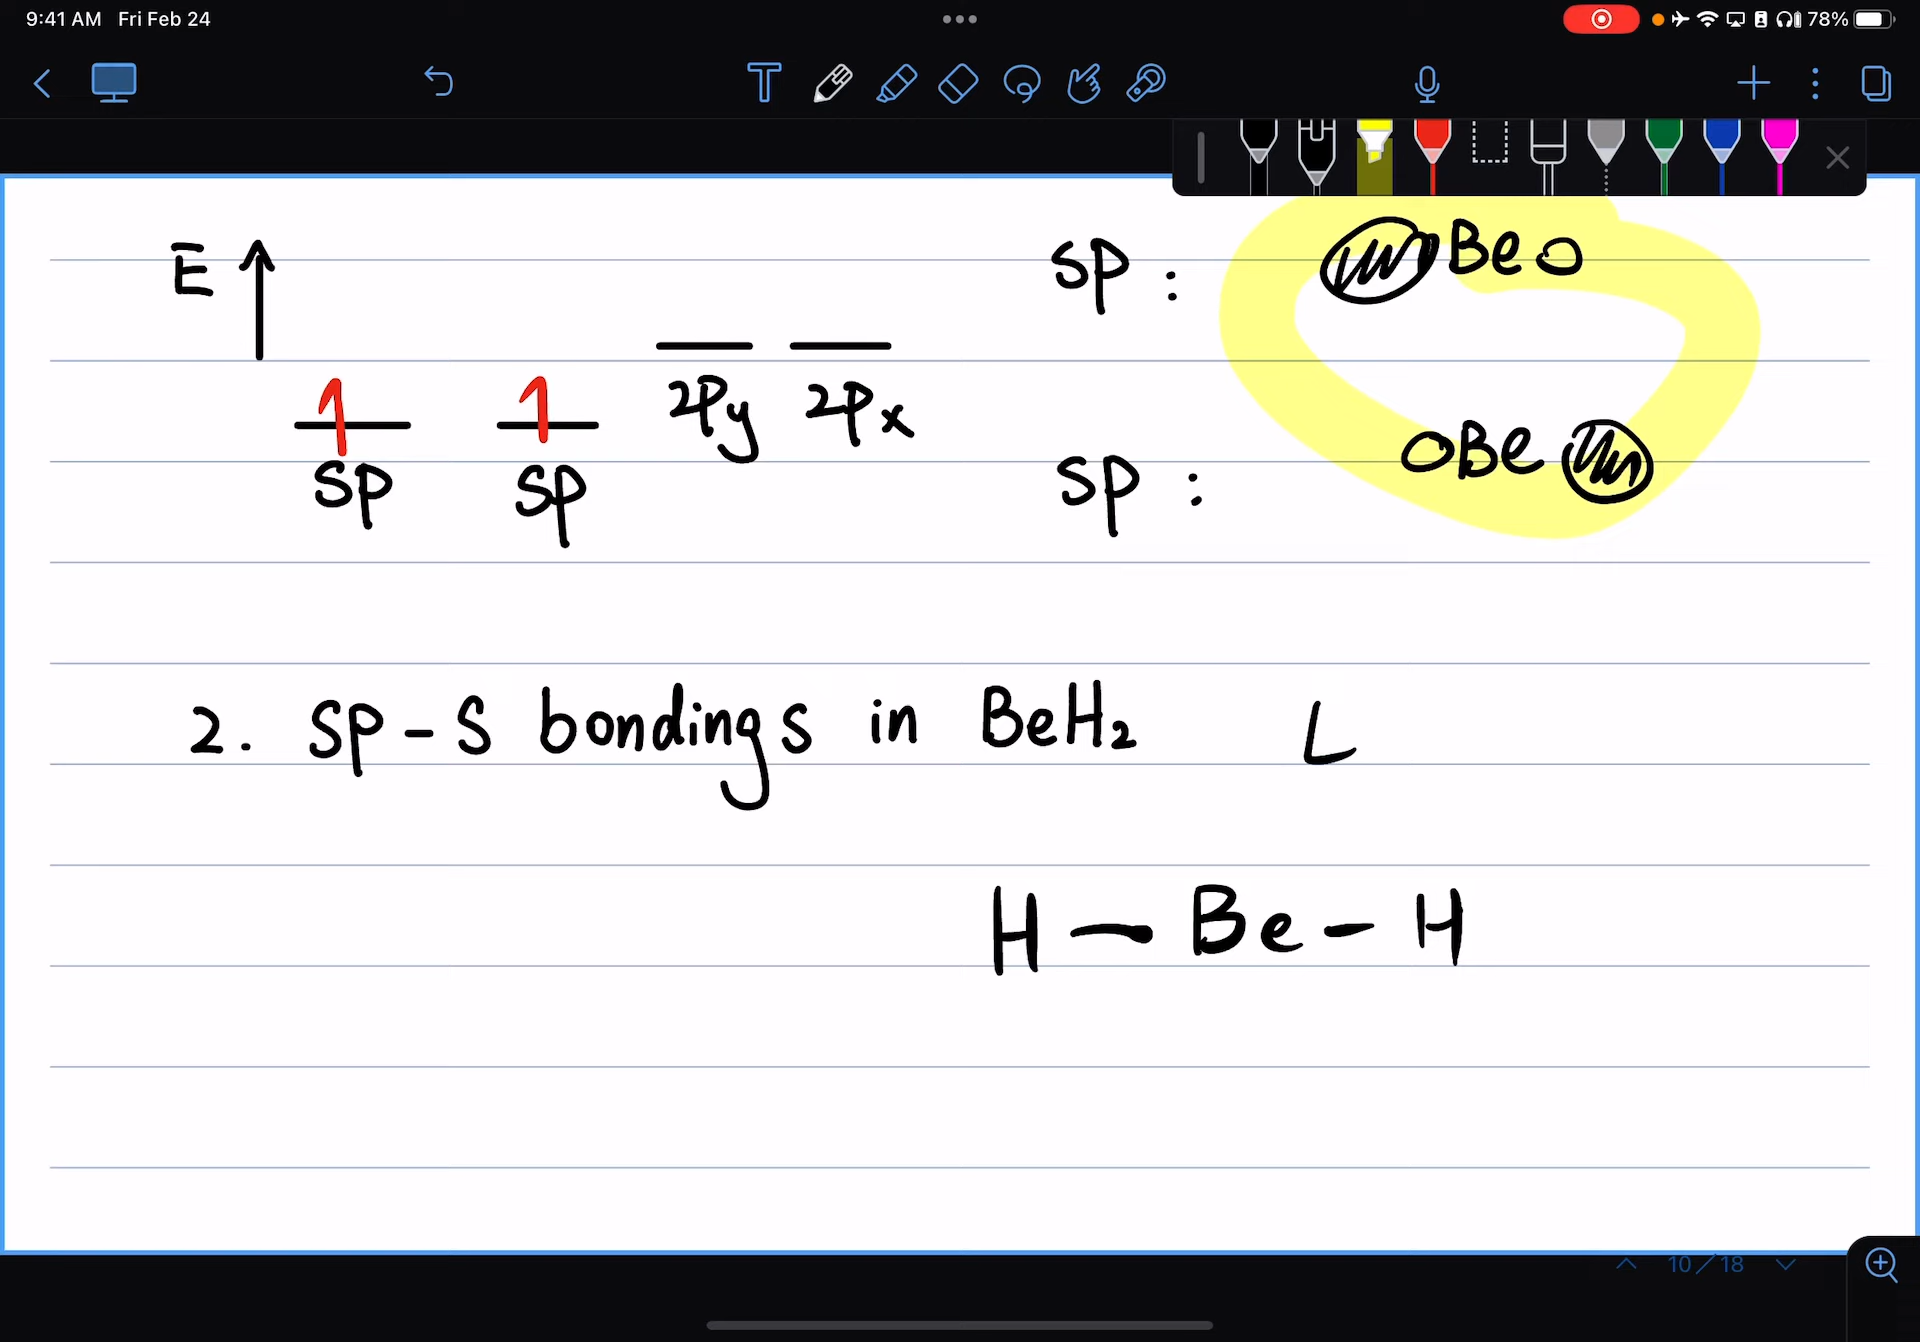 9:41 AM Fri Feb 24
78%
E
sp :
Be
2py 2px
sp sp
sp :
Be
2. sp-s bondings in BeH₂ L
H — Be — H
10/18